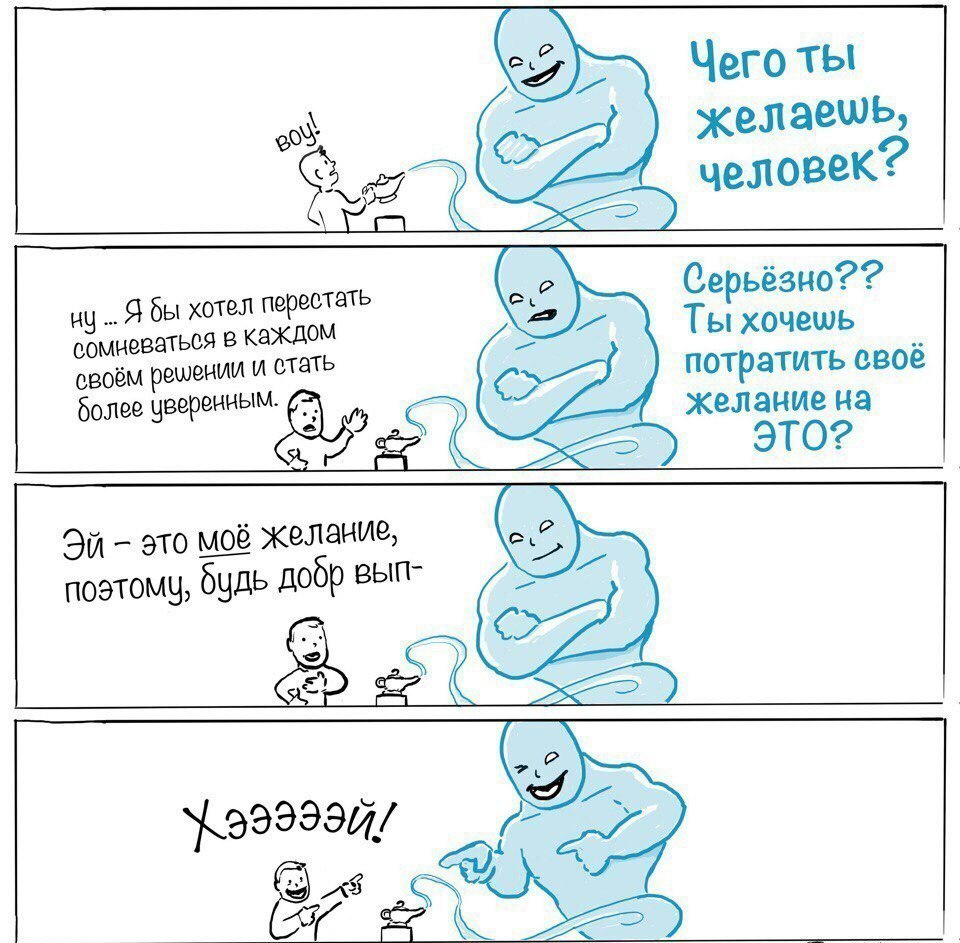 воу!
Чего ты
желаешь,
человек?
ну ... Я бы хотел перестать
сомневаться в каждом
своём решении и стать
более уверенным.
Серьёзно??
Ты хочешь
потратить своё
желание на
ЭТО?
Эй – это моё желание,
поэтому, будь добр вып-
Хэээээй!